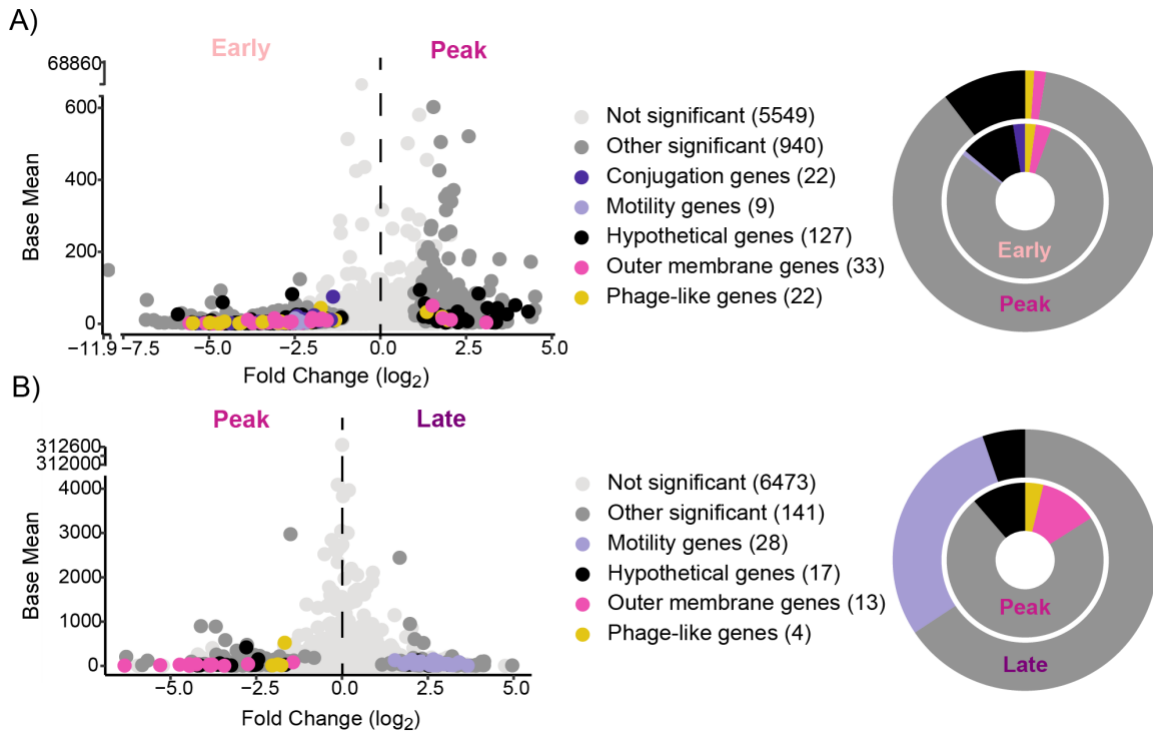 A)
Early
Peak
68860
600
400
200
0
Base Mean
−11.9
−7.5
−5.0
−2.5
0.0
2.5
5.0
Fold Change (log2)
Not significant (5549)
Other significant (940)
Conjugation genes (22)
Motility genes (9)
Hypothetical genes (127)
Outer membrane genes (33)
Phage-like genes (22)
Early
Peak
B)
Peak
Late
312600
312000
4000
3000
2000
1000
0
Base Mean
−5.0
−2.5
0.0
2.5
5.0
Fold Change (log2)
Not significant (6473)
Other significant (141)
Motility genes (28)
Hypothetical genes (17)
Outer membrane genes (13)
Phage-like genes (4)
Peak
Late